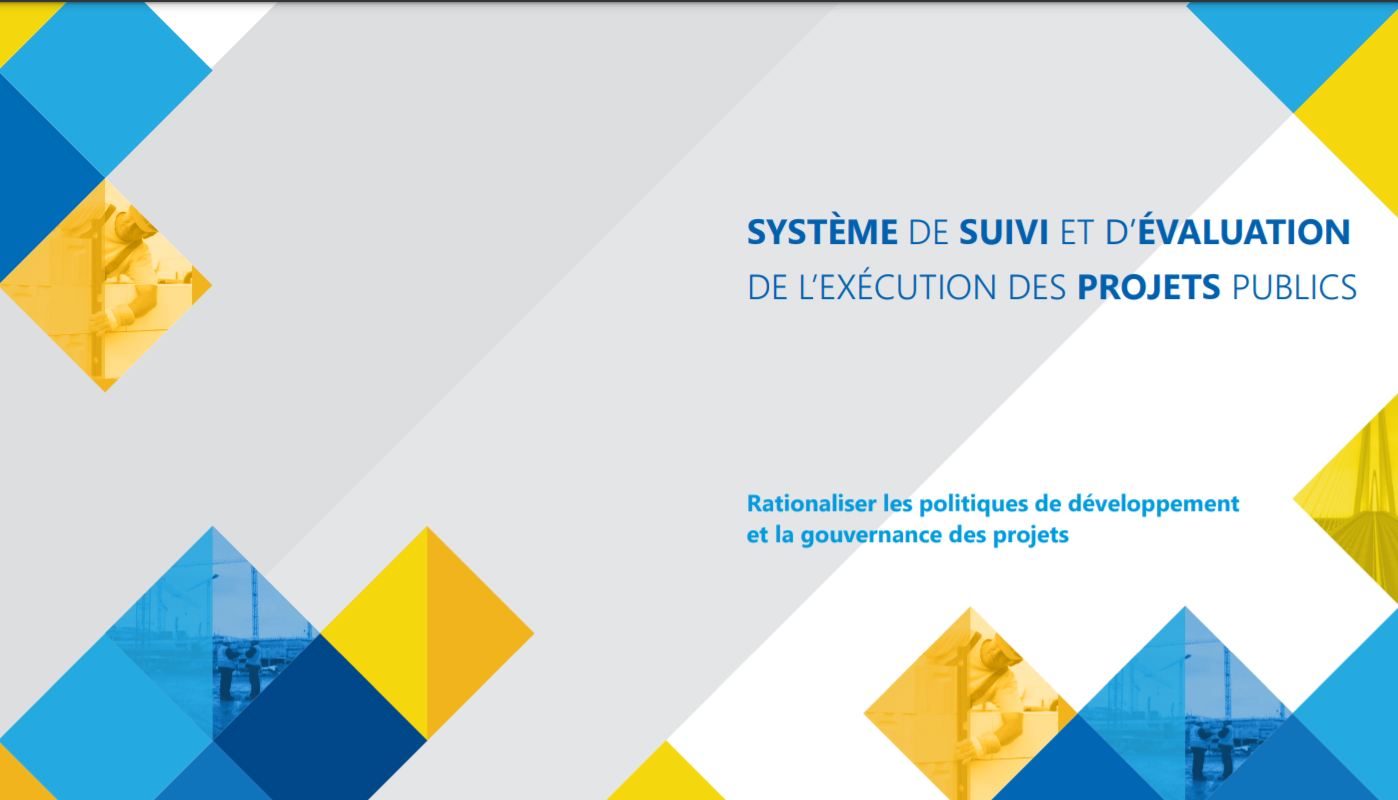 SYSTÈME DE SUIVI ET D’ÉVALUATION
DE L’EXÉCUTION DES PROJETS PUBLICS
Rationaliser les politiques de développement
et la gouvernance des projets